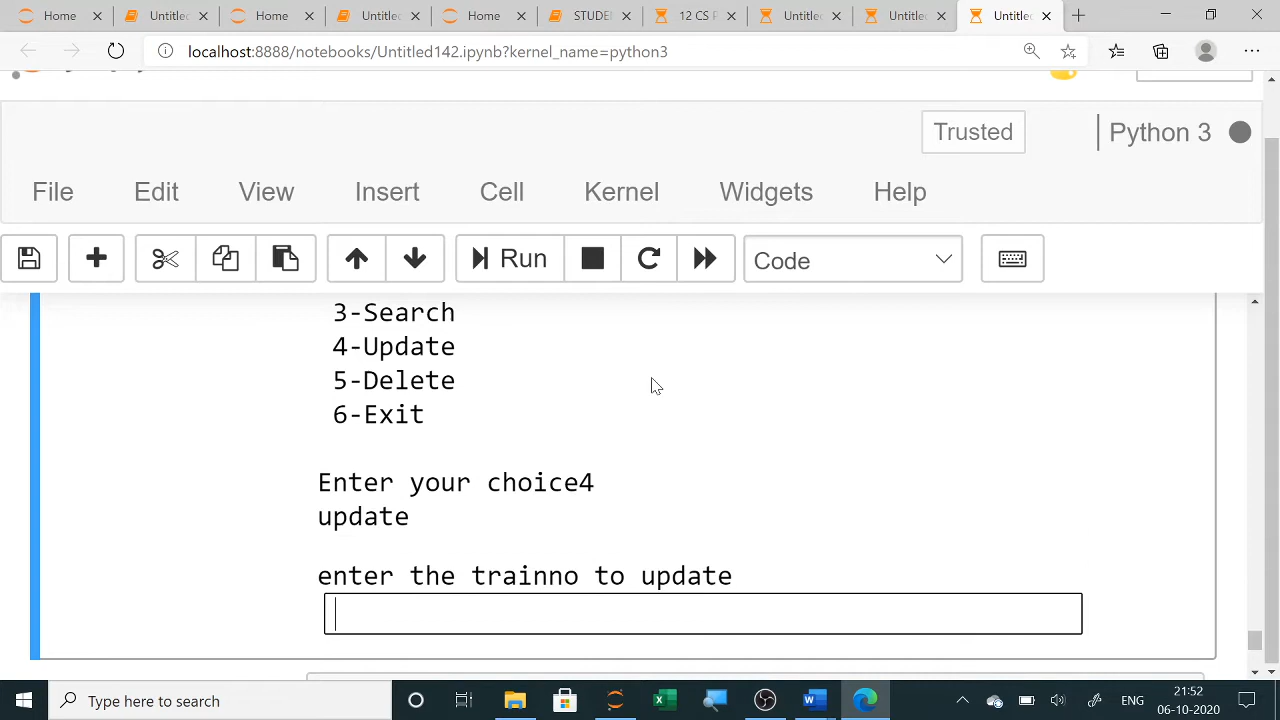 Untitle
Home
Untitle
Home
Untitle
Home
STUDEN
12 CS F
Untitle
Untitle
Untitle
localhost:8888/notebooks/Untitled142.ipynb?kernel_name=python3
Trusted
Python 3
File Edit View Insert Cell Kernel Widgets Help
Run
Code
3-Search
4-Update
5-Delete
6-Exit
Enter your choice4
update
enter the trainno to update
Type here to search
ENG
21:52
06-10-2020